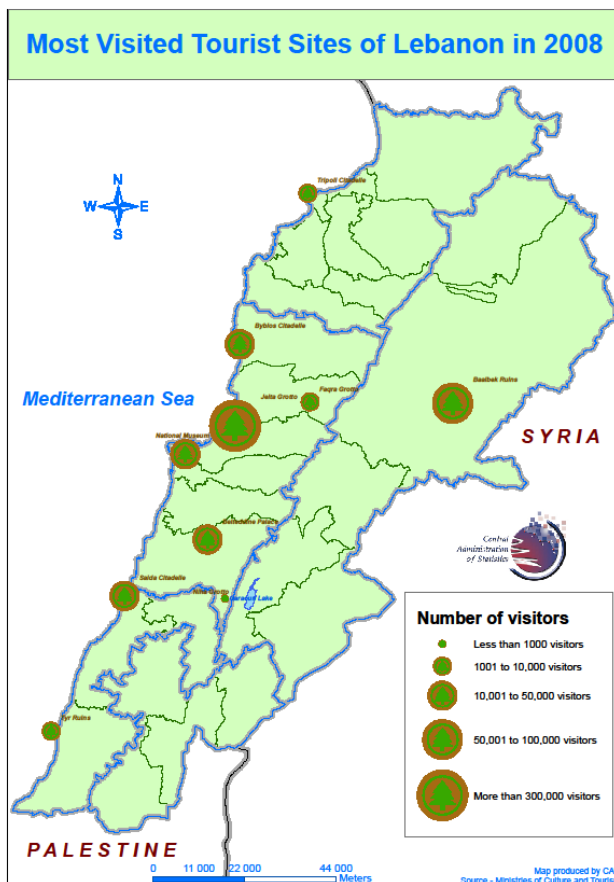 Most Visited Tourist Sites of Lebanon in 2008
N
W E
S
Tripoli Citadelle
Byblos Citadelle
Jeita Grotto
Faqra Grotto
Baalbek Ruins
Mediterranean Sea
National Museum
SYRIA
Beiteddine Palace
Central
Administration
of Statistics
Saida Citadelle
Grotto
Lake
Number of visitors
Less than 1000 visitors
1001 to 10,000 visitors
10,001 to 50,000 visitors
50,001 to 100,000 visitors
More than 300,000 visitors
Tyr Ruins
PALESTINE
0 11 000 22 000 44 000
Meters
Map produced by CA
Source - Ministries of Culture and Touris